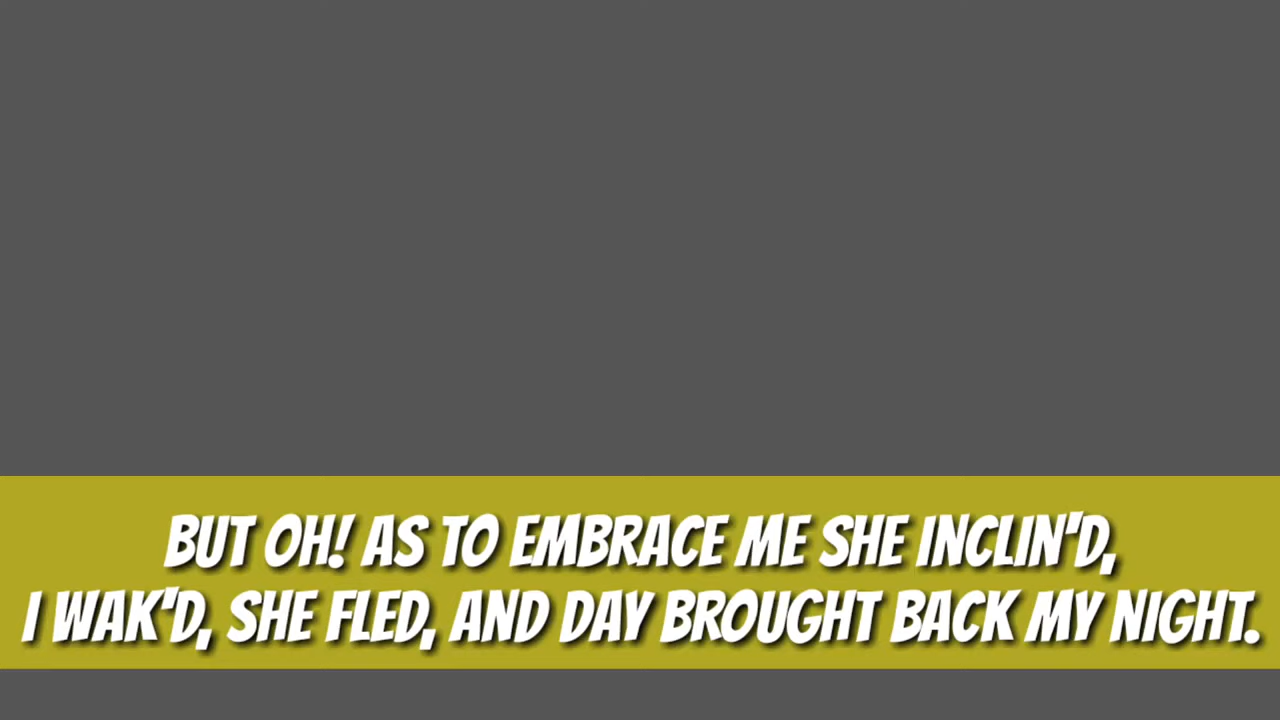 BUT OH! AS TO EMBRACE ME SHE INCLIN'D,
I WAK'D, SHE FLED, AND DAY BROUGHT BACK MY NIGHT.